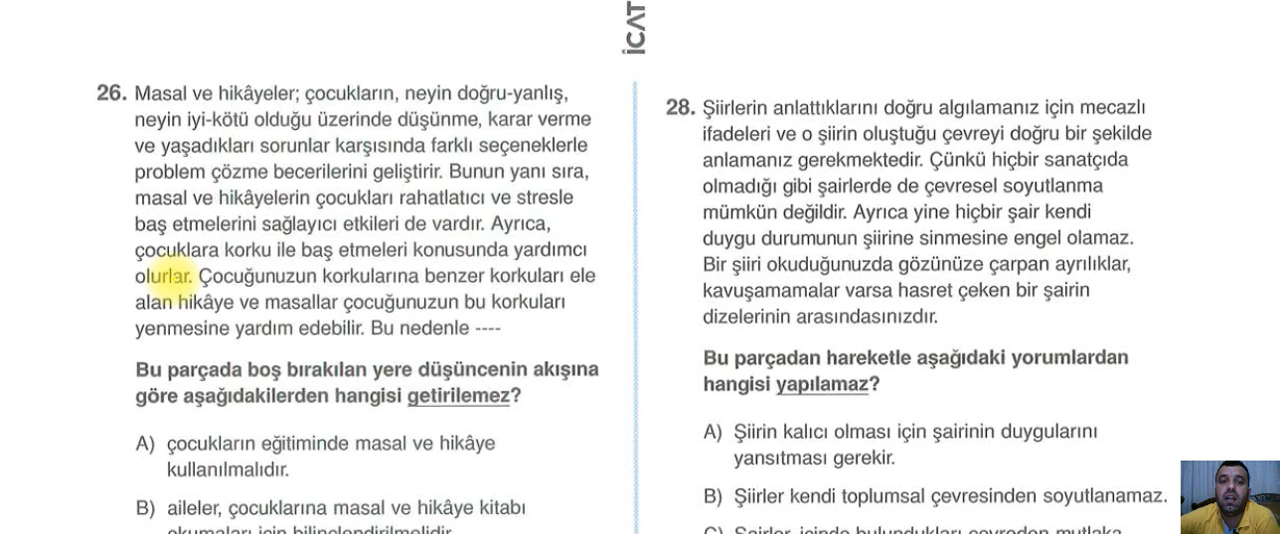 İCAT
26. Masal ve hikâyeler; çocukların, neyin doğru-yanlış,
neyin iyi-kötü olduğu üzerinde düşünme, karar verme
ve yaşadıkları sorunlar karşısında farklı seçeneklerle
problem çözme becerilerini geliştirir. Bunun yanı sıra,
masal ve hikâyelerin çocukları rahatlatıcı ve stresle
baş etmelerini sağlayıcı etkileri de vardır. Ayrıca,
çocuklara korku ile baş etmeleri konusunda yardımcı
olurlar. Çocuğunuzun korkularına benzer korkuları ele
alan hikâye ve masallar çocuğunuzun bu korkuları
yenmesine yardım edebilir. Bu nedenle ----
Bu parçada boş bırakılan yere düşüncenin akışına
göre aşağıdakilerden hangisi getirilemez?
A) çocukların eğitiminde masal ve hikâye
kullanılmalıdır.
B) aileler, çocuklarına masal ve hikâye kitabı
okumaları için bilinçlendirilmelidir
28. Şiirlerin anlattıklarını doğru algılamanız için mecazlı
ifadeleri ve o şiirin oluştuğu çevreyi doğru bir şekilde
anlamanız gerekmektedir. Çünkü hiçbir sanatçıda
olmadığı gibi şairlerde de çevresel soyutlanma
mümkün değildir. Ayrıca yine hiçbir şair kendi
duygu durumunun şiirine sinmesine engel olamaz.
Bir şiiri okuduğunuzda gözünüze çarpan ayrılıklar,
kavuşamamalar varsa hasret çeken bir şairin
dizelerinin arasındasınızdır.
Bu parçadan hareketle aşağıdaki yorumlardan
hangisi yapılamaz?
A) Şiirin kalıcı olması için şairinin duygularını
yansıtması gerekir.
B) Şiirler kendi toplumsal çevresinden soyutlanamaz.
C) Şairler, içinde bulundukları çevreden mutlaka